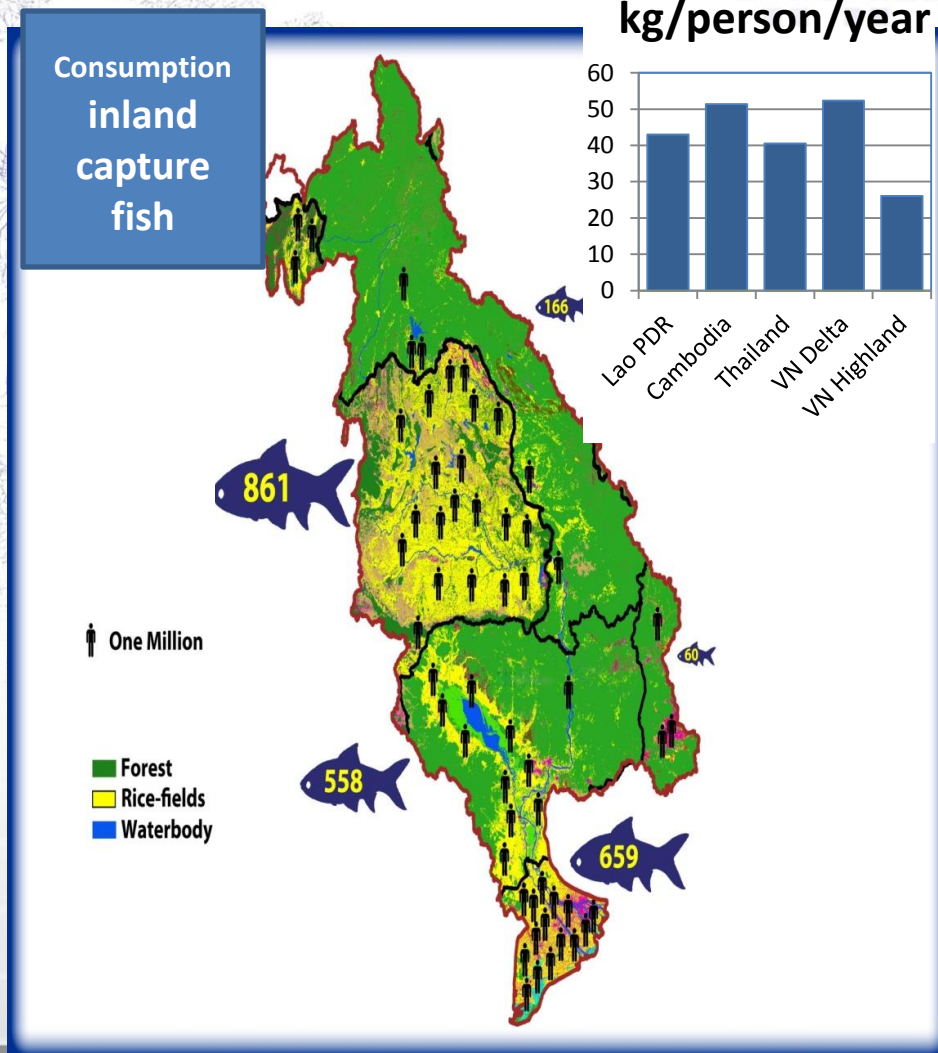 Consumption
inland
capture
fish
kg/person/year
60
50
40
30
20
10
0
Lao PDR
Cambodia
Thailand
VN Delta
VN Highland
166
861
One Million
60
Forest
Rice-fields
Waterbody
558
659